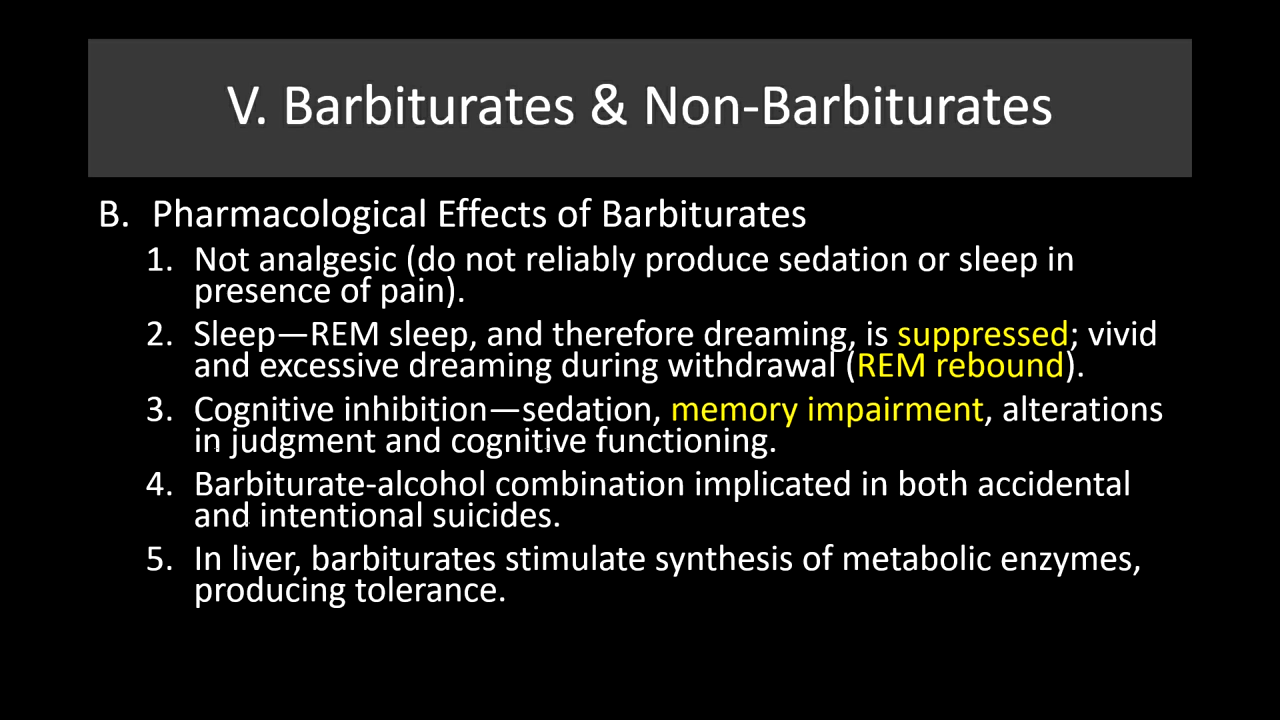 V. Barbiturates & Non-Barbiturates
B. Pharmacological Effects of Barbiturates
1. Not analgesic (do not reliably produce sedation or sleep in
presence of pain).
2. Sleep—REM sleep, and therefore dreaming, is suppressed; vivid
and excessive dreaming during withdrawal (REM rebound).
3. Cognitive inhibition—sedation, memory impairment, alterations
in judgment and cognitive functioning.
4. Barbiturate-alcohol combination implicated in both accidental
and intentional suicides.
5. In liver, barbiturates stimulate synthesis of metabolic enzymes,
producing tolerance.